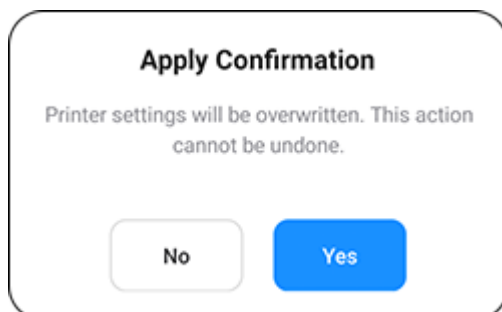 Apply Confirmation
Printer settings will be overwritten. This action
cannot be undone.
No
Yes